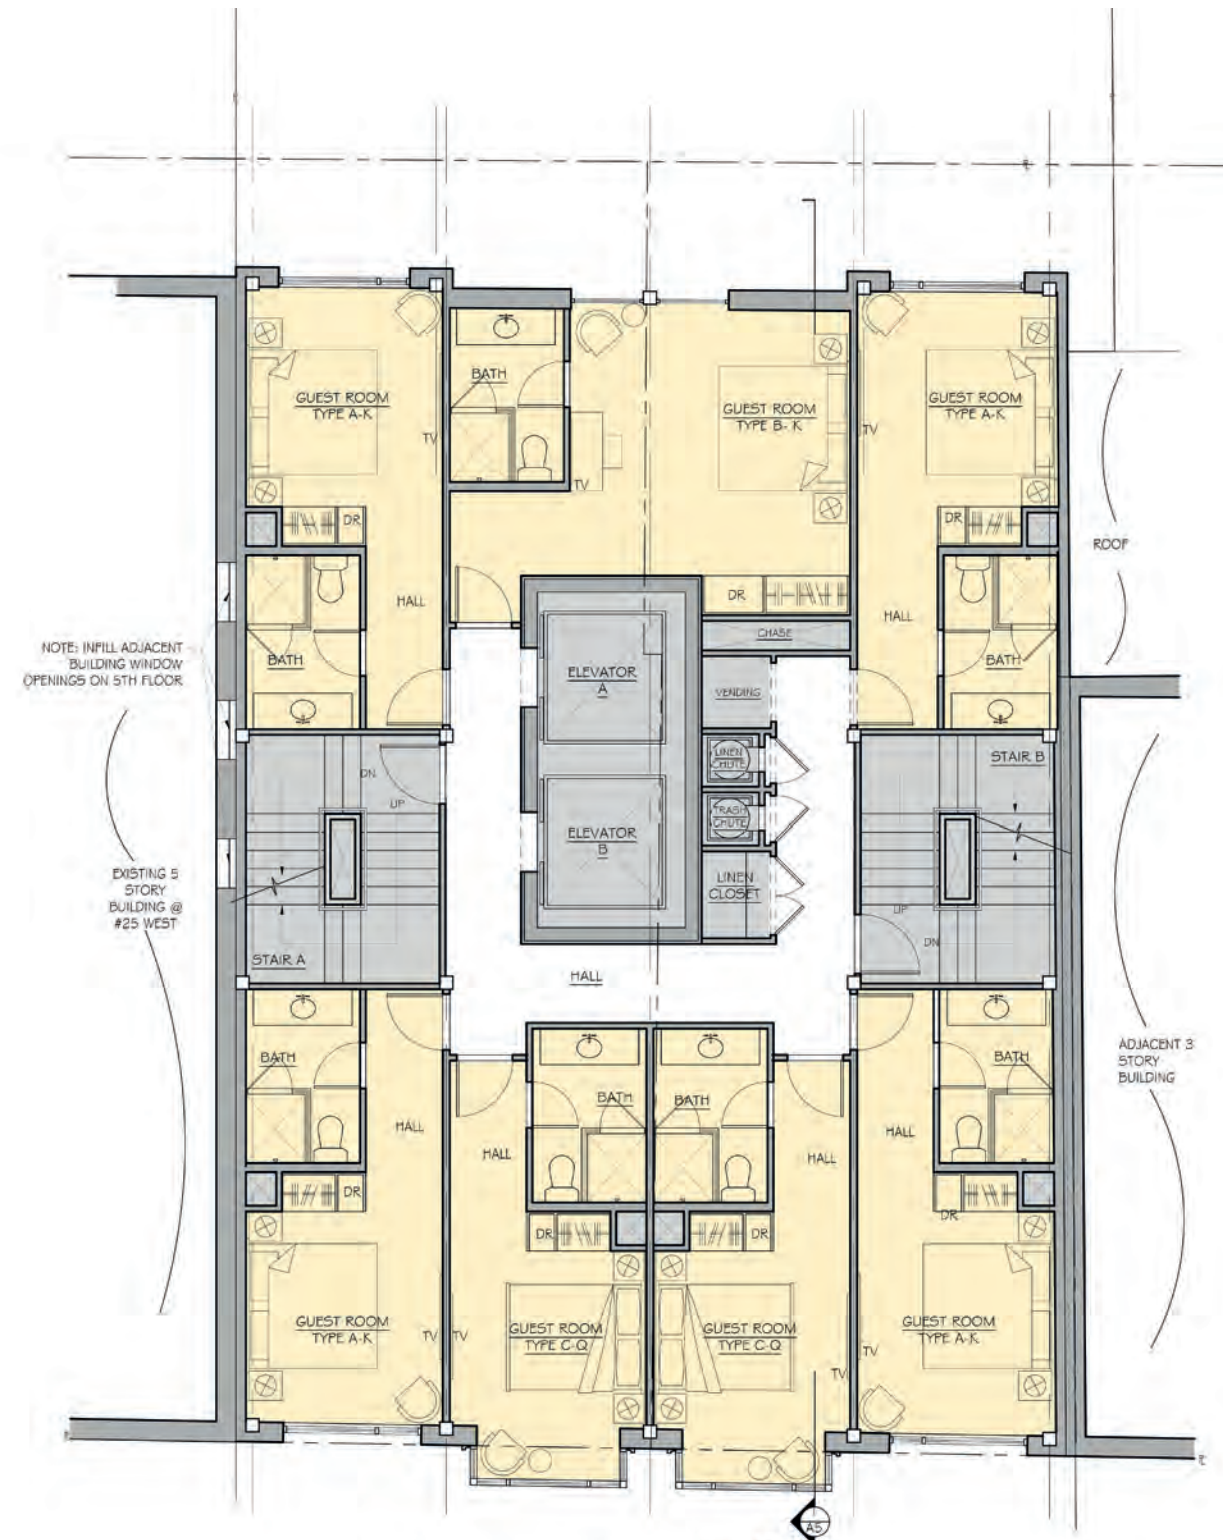 BATH
GUEST ROOM
TYPE A-K
TV
DR
HALL
BATH
GUEST ROOM
TYPE B- K
TV
DR
GUEST ROOM
TYPE A-K
TV
DR
HALL
BATH
ROOF
NOTE: INFILL ADJACENT
BUILDING WINDOW
OPENINGS ON 5TH FLOOR
CHASE
ELEVATOR
A
VENDING
LINEN
CHUTE
TRASH
CHUTE
ELEVATOR
B
LINEN
CLOSET
DN
UP
STAIR A
STAIR B
UP
DN
EXISTING 5
STORY
BUILDING @
#25 WEST
HALL
ADJACENT 3
STORY
BUILDING
BATH
HALL
DR
GUEST ROOM
TYPE A-K
TV
BATH
HALL
DR
TV
GUEST ROOM
TYPE C-Q
BATH
HALL
DR
GUEST ROOM
TYPE C-Q
TV
BATH
HALL
DR
GUEST ROOM
TYPE A-K
TV
A5